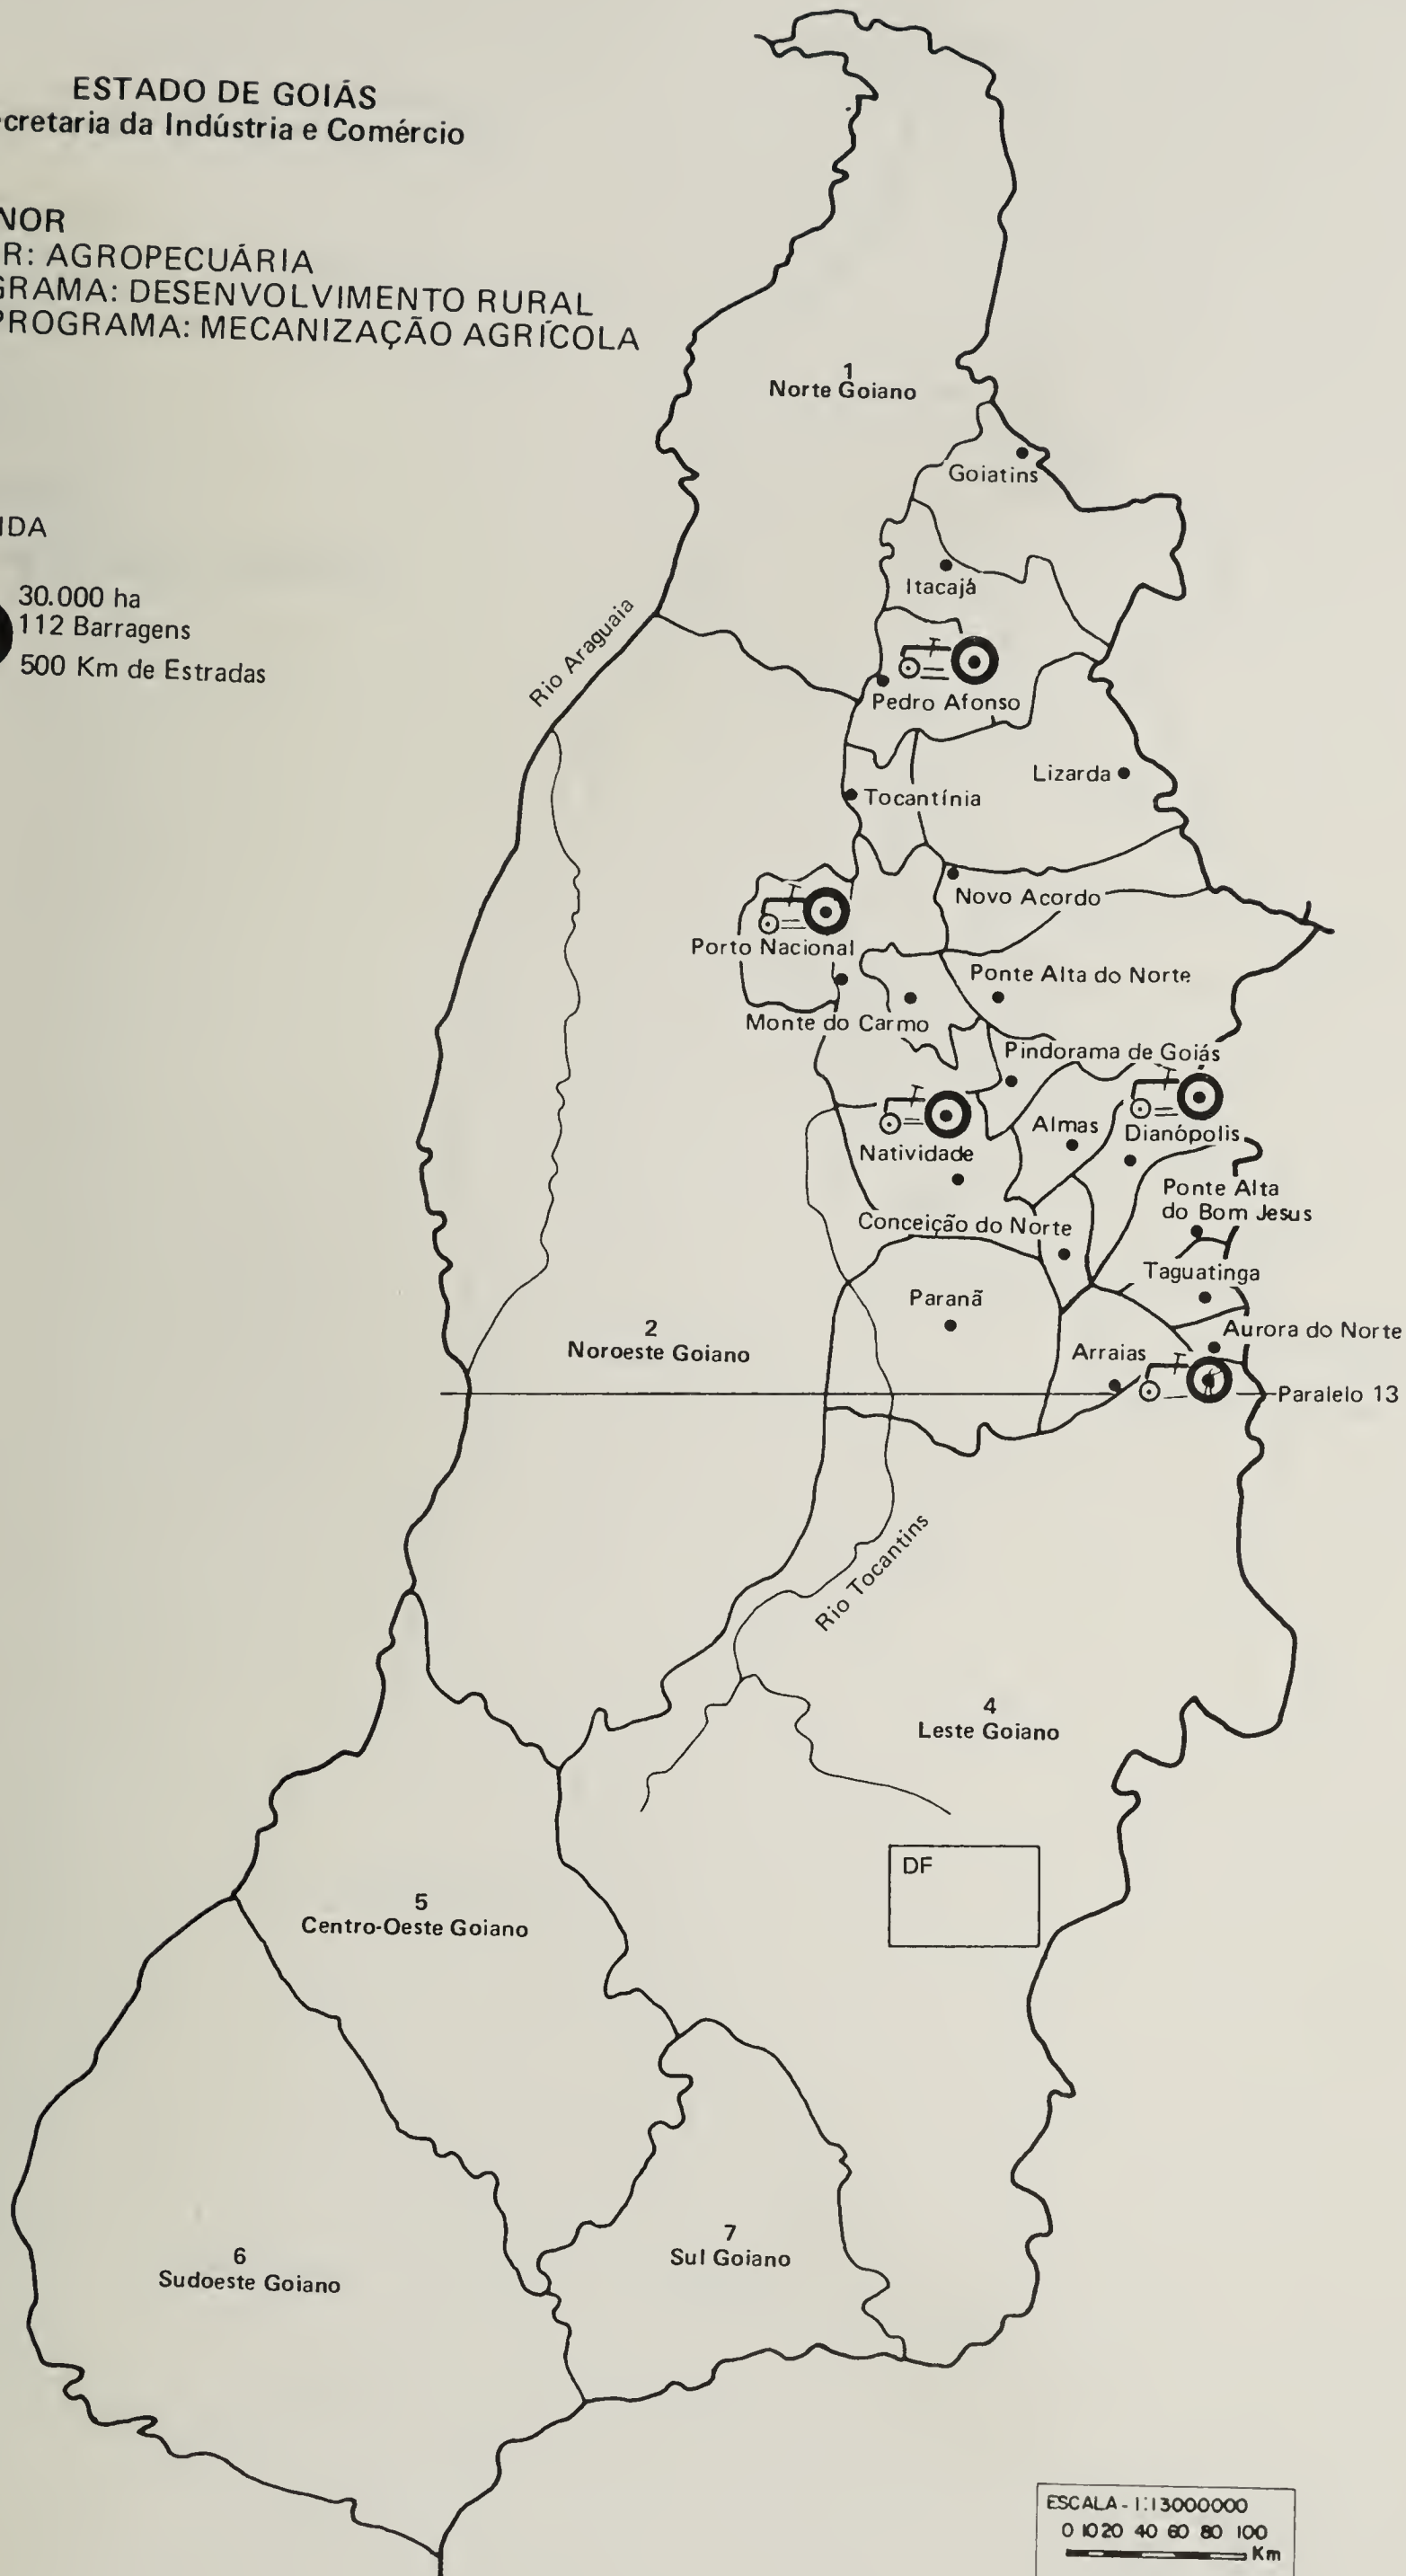 ESTADO DE GOIÁS
cretaria da Indústria e Comércio
NOR
R: AGROPECUÁRIA
GRAMA: DESENVOLVIMENTO RURAL
PROGRAMA: MECANIZAÇÃO AGRÍCOLA
NDA
30.000 ha
112 Barragens
500 Km de Estradas
1
Norte Goiano
Goiatins
Itacajá
Rio Araguaia
Pedro Afonso
Lizarda
Tocantínia
Novo Acordo
Porto Nacional
Ponte Alta do Norte
Monte do Carmo
Pindorama de Goiás
Almas
Dianópolis
Natividade
Ponte Alta
do Bom Jesus
Conceição do Norte
Taguatinga
Paranã
2
Noroeste Goiano
Aurora do Norte
Arraias
Paralelo 13
Rio Tocantins
4
Leste Goiano
DF
5
Centro-Oeste Goiano
7
Sul Goiano
6
Sudoeste Goiano
ESCALA - 1:13000000
0 10 20 40 60 80 100
Km